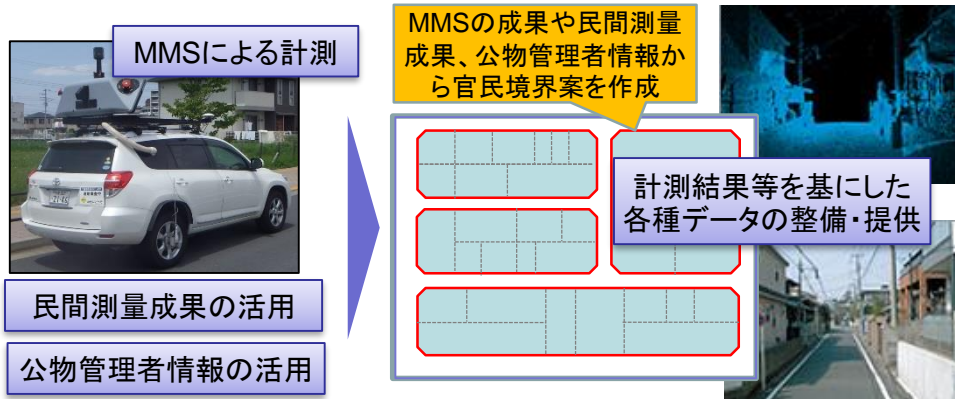 MMSによる計測
民間測量成果の活用
公物管理者情報の活用
MMSの成果や民間測量
成果、公物管理者情報か
ら官民境界案を作成
計測結果等を基にした
各種データの整備・提供